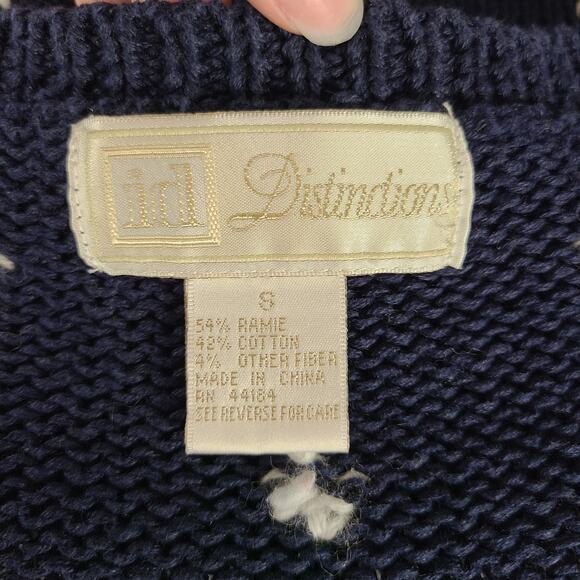 id Distinctions
S
54% RAMIE
42% COTTON
4% OTHER FIBER
MADE IN CHINA
RN 44184
SEE REVERSE FOR CARE